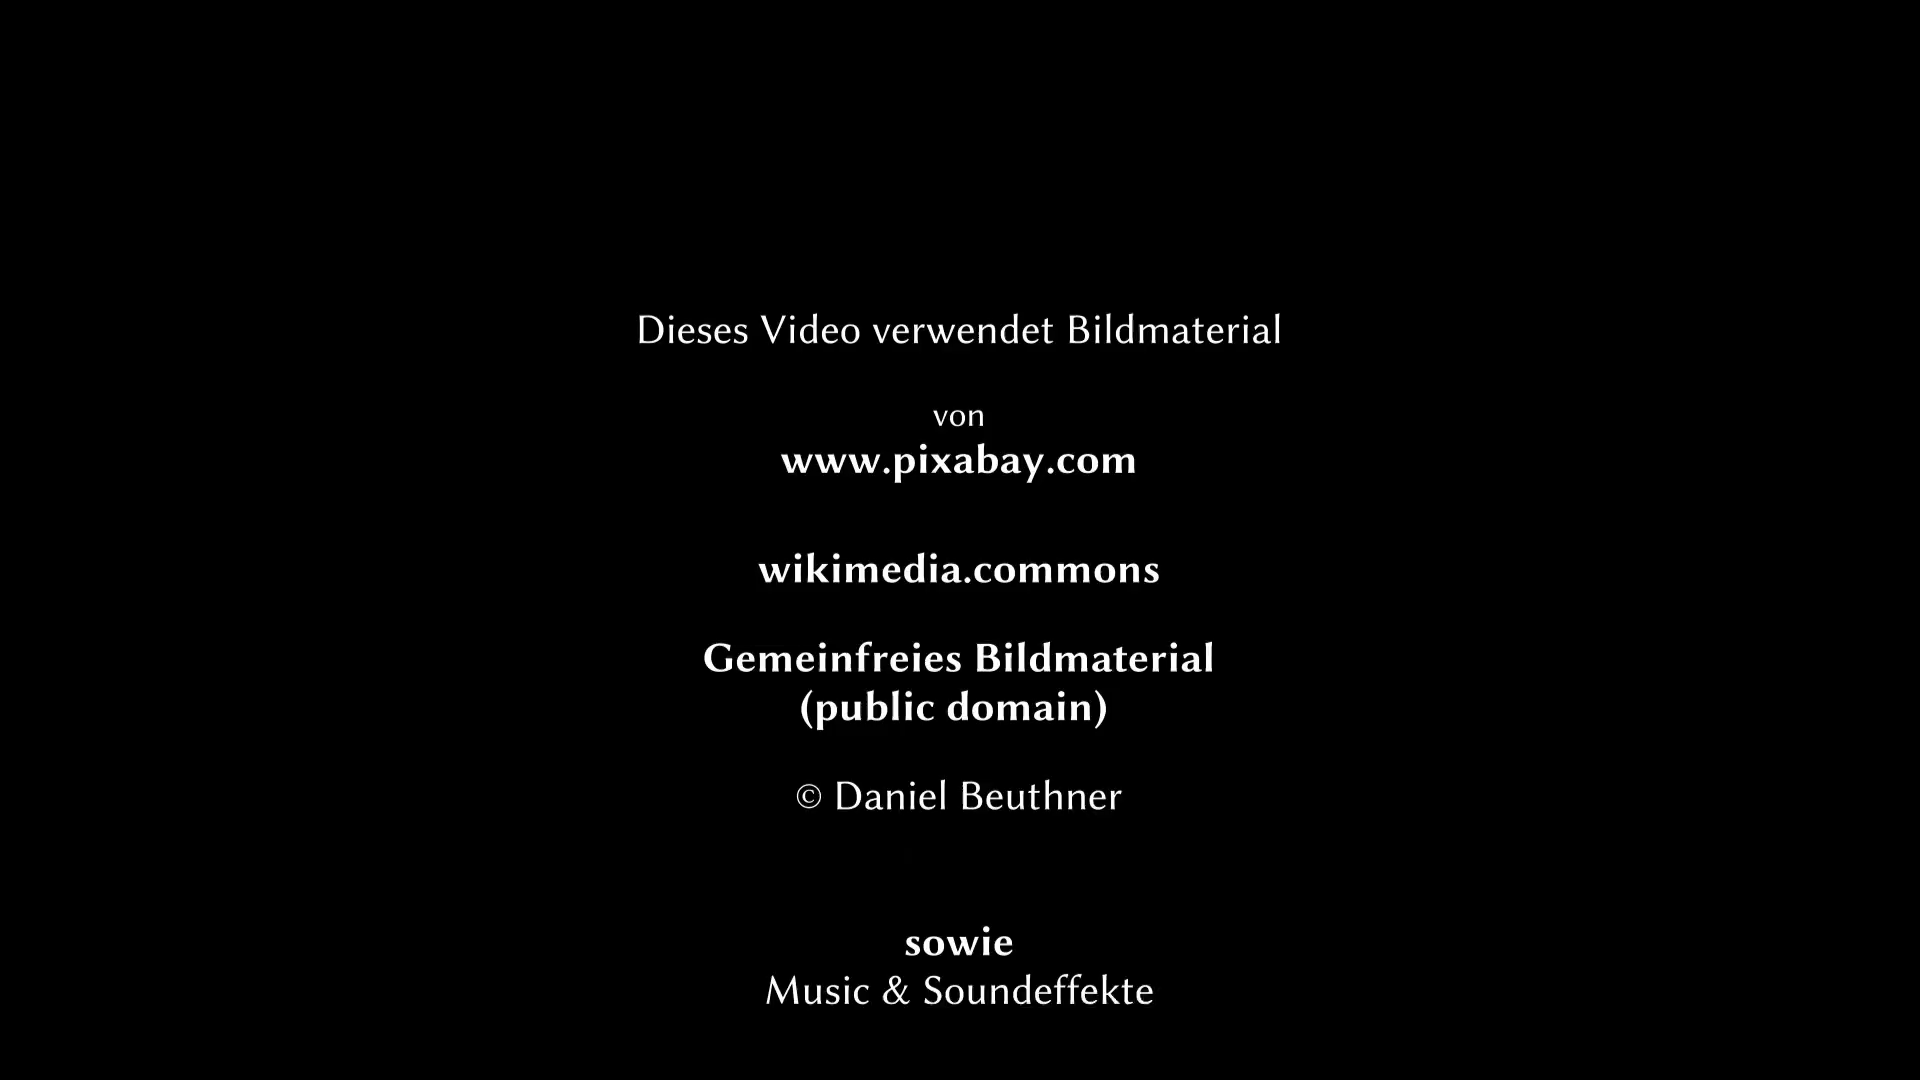 Dieses Video verwendet Bildmaterial
von
www.pixabay.com
wikimedia.commons
Gemeinfreies Bildmaterial
(public domain)
© Daniel Beuthner
sowie
Music & Soundeffekte